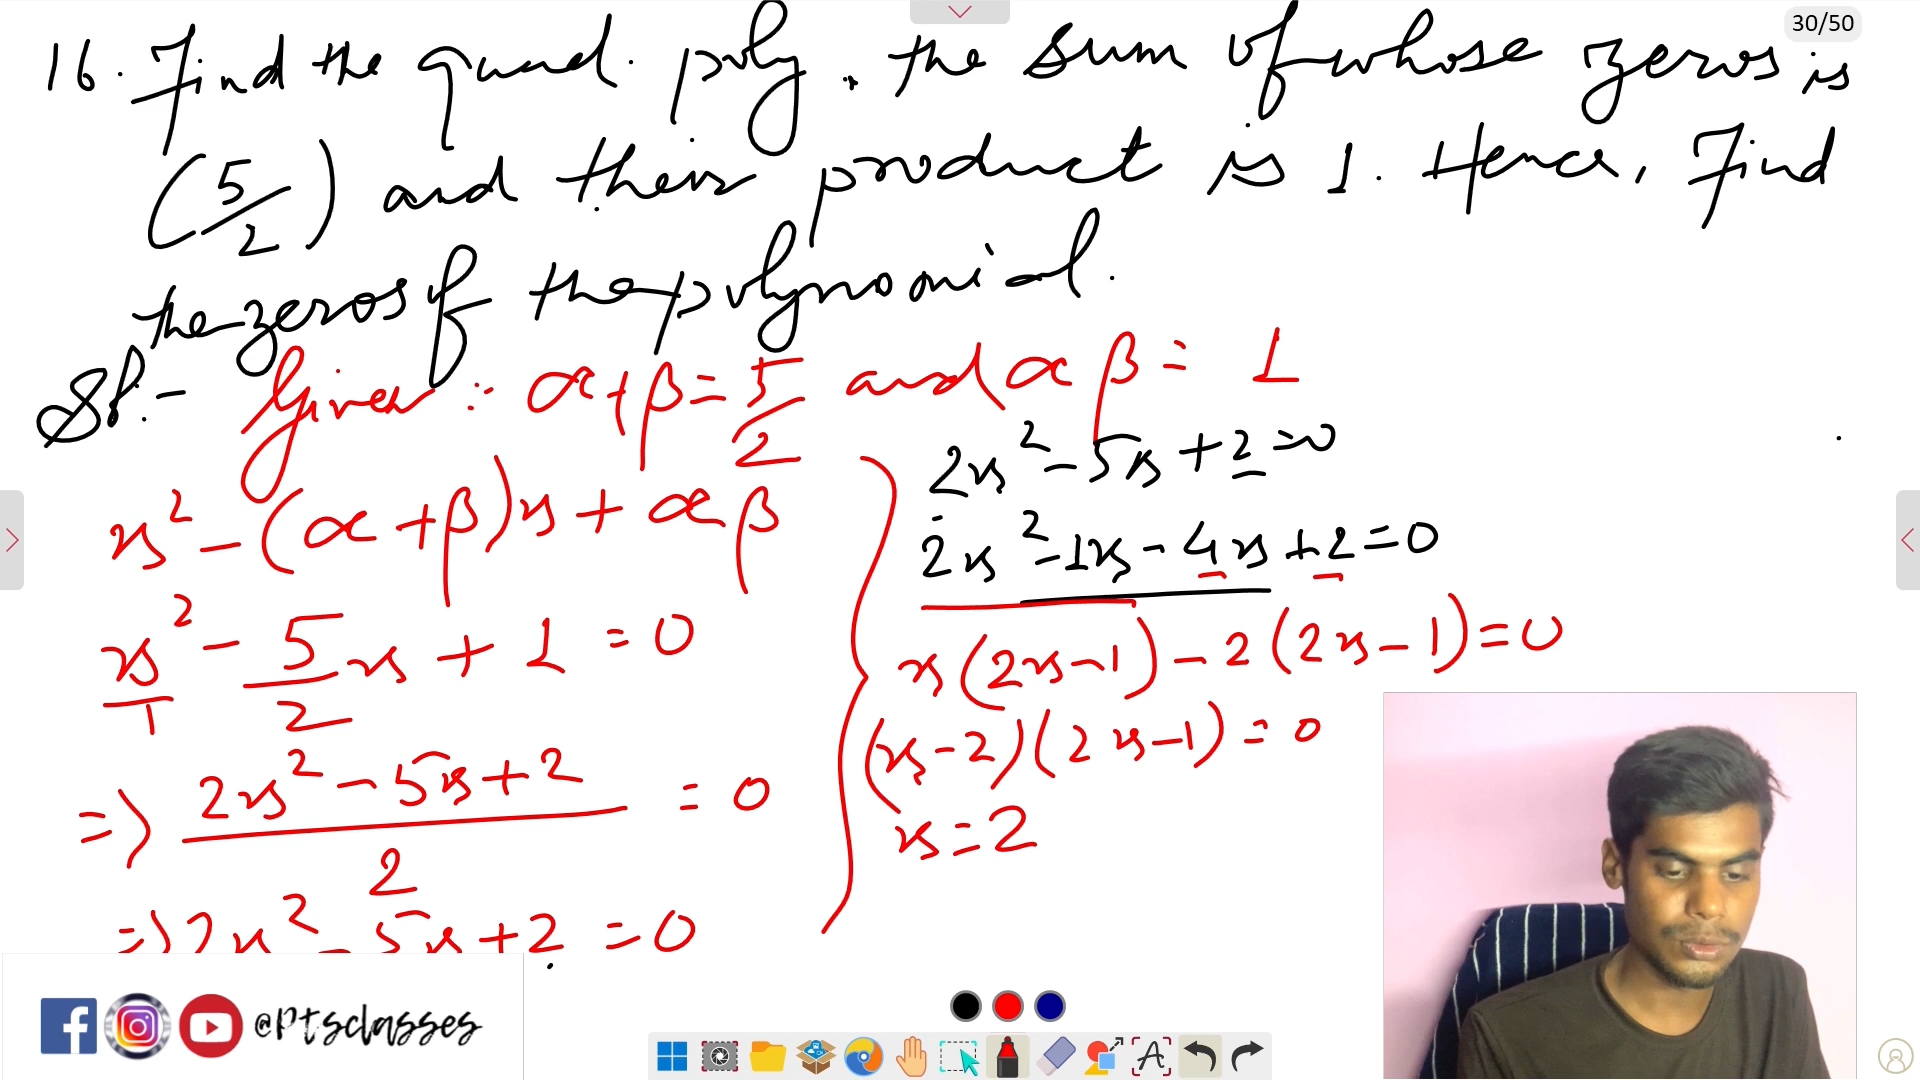 30/50
16. Find the quad. poly. the sum of whose zeros is
(5/2) and their product is 1. Hence, Find
the zeros of the polynomial.
Sol:- Given: α+β = 5/2 and αβ = 1
x² - (α+β)x + αβ
x²/1 - 5/2 x + 1 = 0
=> 2x² - 5x + 2 / 2 = 0
=> 2x² - 5x + 2 = 0
2x² - 5x + 2 = 0
2x² - 1x - 4x + 2 = 0
x(2x-1) - 2(2x-1) = 0
(x-2)(2x-1) = 0
x = 2
@Ptsclasses